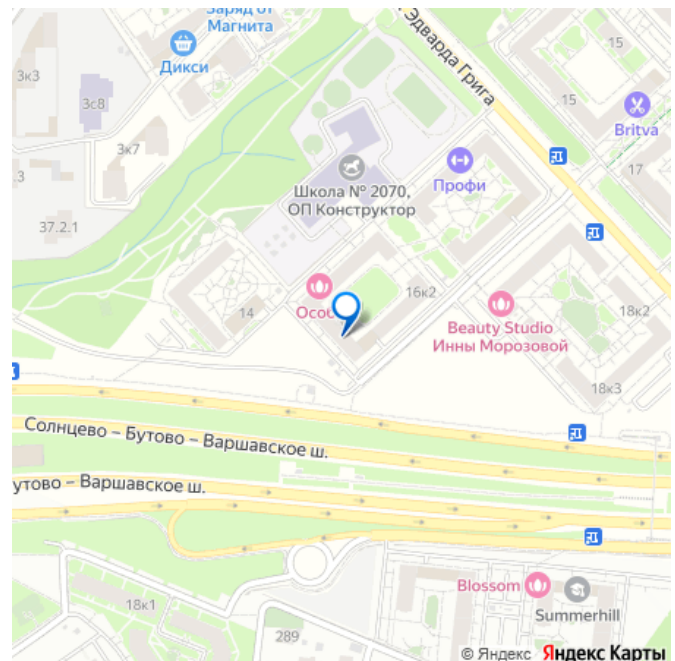 Заряд от
Магнита
Дикси
Эдварда Грига
15
3к3
3с8
15
Britva
3к7
3
17
Профи
Школа № 2070,
ОП Конструктор
37.2.1
16к2
14
18к2
Beauty Studio
Инны Морозовой
18к3
Солнцево – Бутово – Варшавское ш.
утово – Варшавское ш.
Blossom
18к1
Summerhill
289
© Яндекс Яндекс Карты